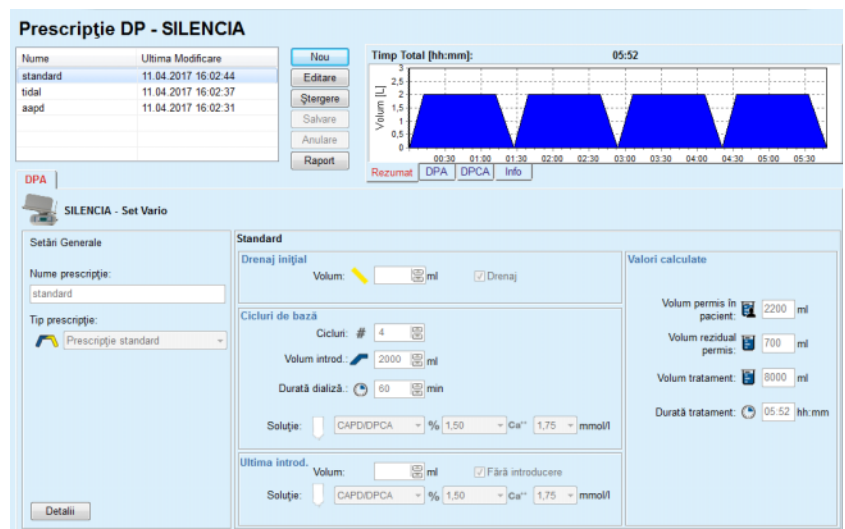 Prescripţie DP - SILENCIA
Nume Ultima Modificare
standard 11.04.2017 16:02:44
tidal 11.04.2017 16:02:37
aapd 11.04.2017 16:02:31
Nou
Editare
Ştergere
Salvare
Anulare
Raport
Timp Total [hh:mm]: 05:52
Volum [L]
3
2,5
2
1,5
1
0,5
0
00:30 01:00 01:30 02:00 02:30 03:00 03:30 04:00 04:30 05:00 05:30
Rezumat DPA DPCA Info
DPA
SILENCIA - Set Vario
Setări Generale
Nume prescripţie:
standard
Tip prescripţie:
Prescripţie standard
Detalii
Standard
Drenaj iniţial
Volum: ml Drenaj
Cicluri de bază
Cicluri: # 4
Volum introd.: 2000 ml
Durată dializă.: 60 min
Soluţie: CAPD/DPCA % 1,50 Ca⁺⁺ 1,75 mmol/l
Ultima introd.
Volum: ml Fără introducere
Soluţie: CAPD/DPCA % 1,50 Ca⁺⁺ 1,75 mmol/l
Valori calculate
Volum permis în
pacient: 2200 ml
Volum rezidual
permis: 700 ml
Volum tratament: 8000 ml
Durată tratament: 05:52 hh:mm